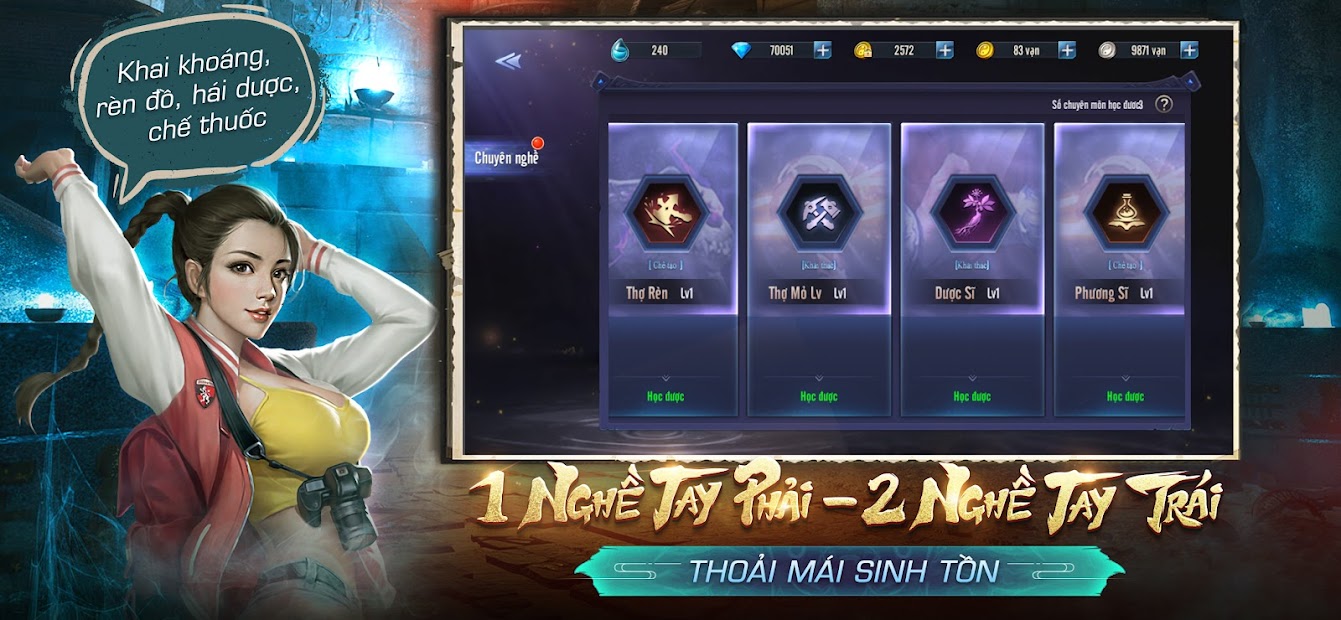 Khai khoáng,
rèn đồ, hái dược,
chế thuốc
240 70051 2572 83 vạn 9871 vạn
Số chuyên môn học được3 ?
Chuyên nghề
[ Chế tạo ] [Khai thác] [Khai thác] [ Chế tạo ]
Thợ Rèn Lv1 Thợ Mỏ Lv Lv1 Dược Sĩ Lv1 Phương Sĩ Lv1
Học được Học được Học được Học được
1 NGHỀ TAY PHẢI - 2 NGHỀ TAY TRÁI
THOẢI MÁI SINH TỒN